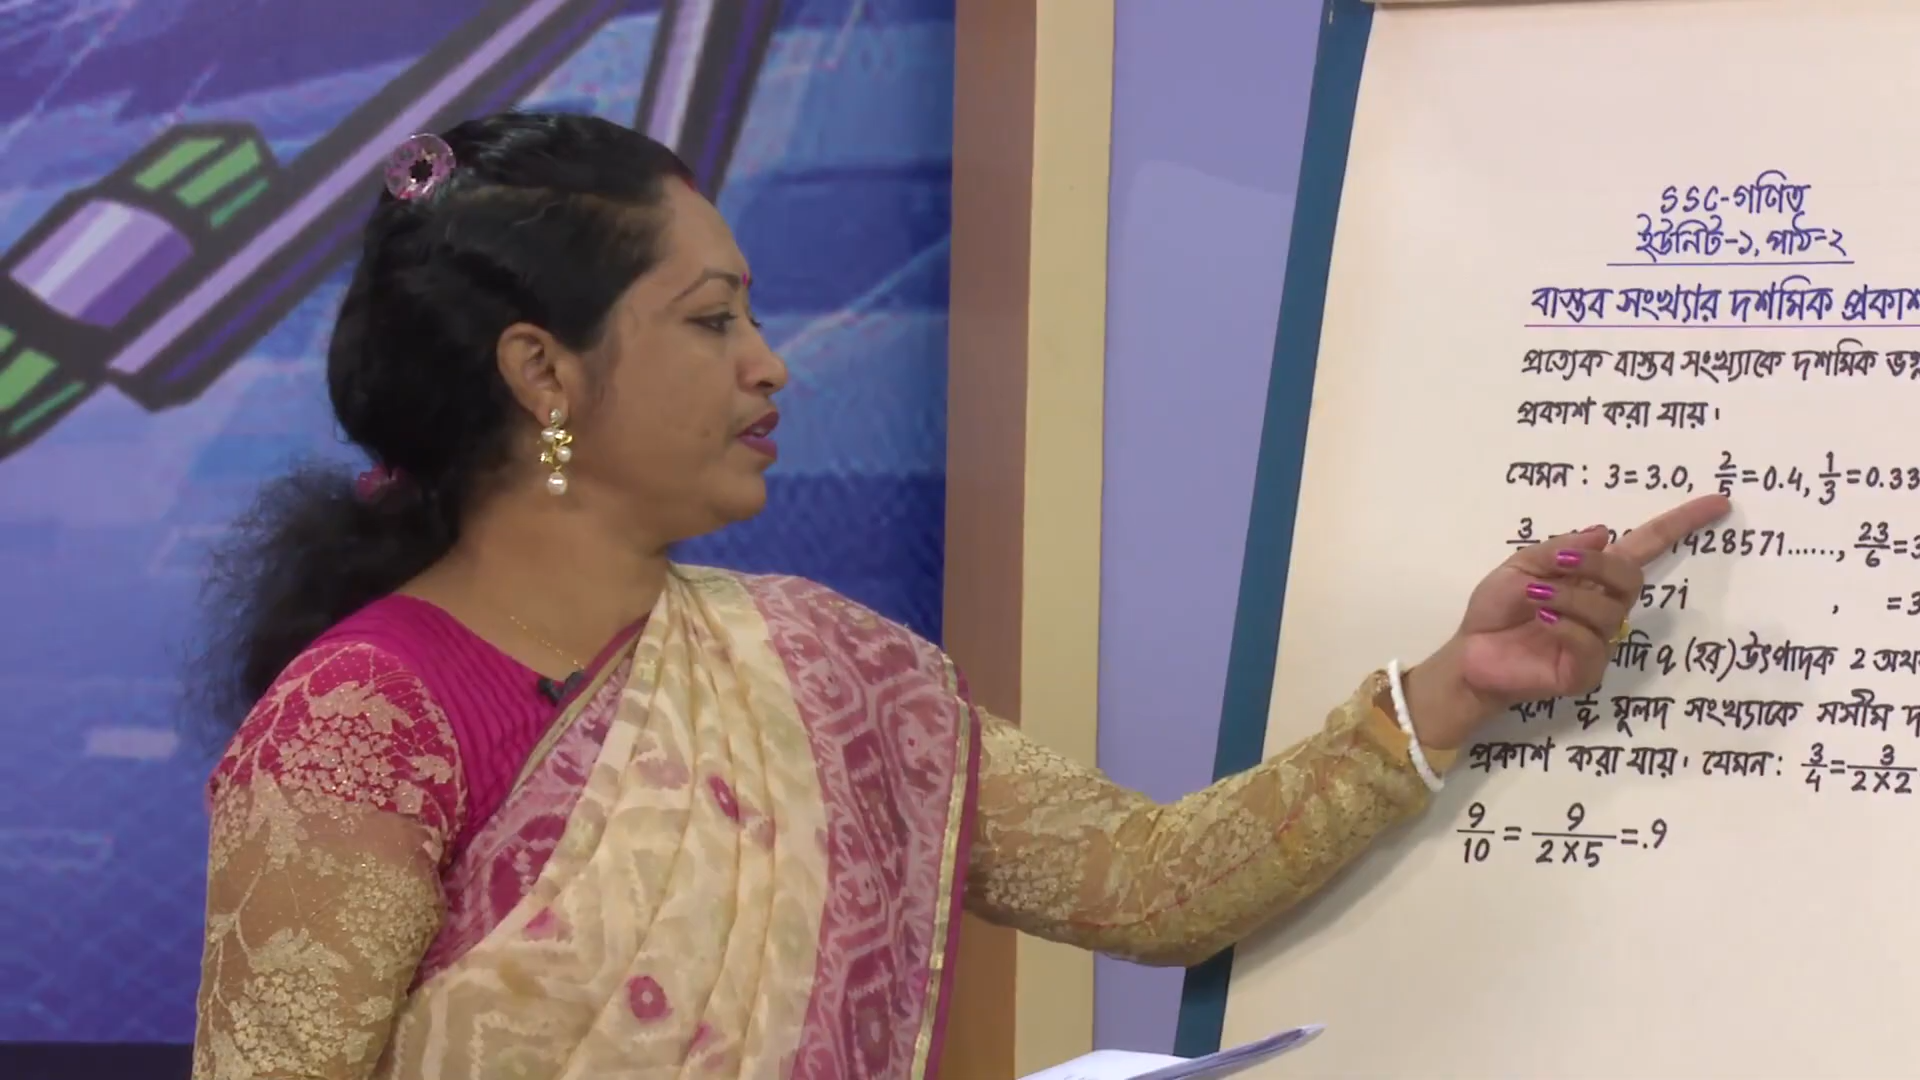 SSC-গণিত
ইউনিট-১, পাঠ-২
বাস্তব সংখ্যার দশমিক প্রকাশ
প্রত্যেক বাস্তব সংখ্যাকে দশমিক
প্রকাশ করা যায়।
যেমন : 3 = 3.0, 2/5 = 0.4, 1/3 = 0.33
3 428571......, 23/6 = 3
571 , = 3
যদি q (হর) উৎপাদক 2
মূলদ সংখ্যাকে সসীম
প্রকাশ করা যায়। যেমন : 3/4 = 3/2×2
9/10 = 9/2×5 = .9